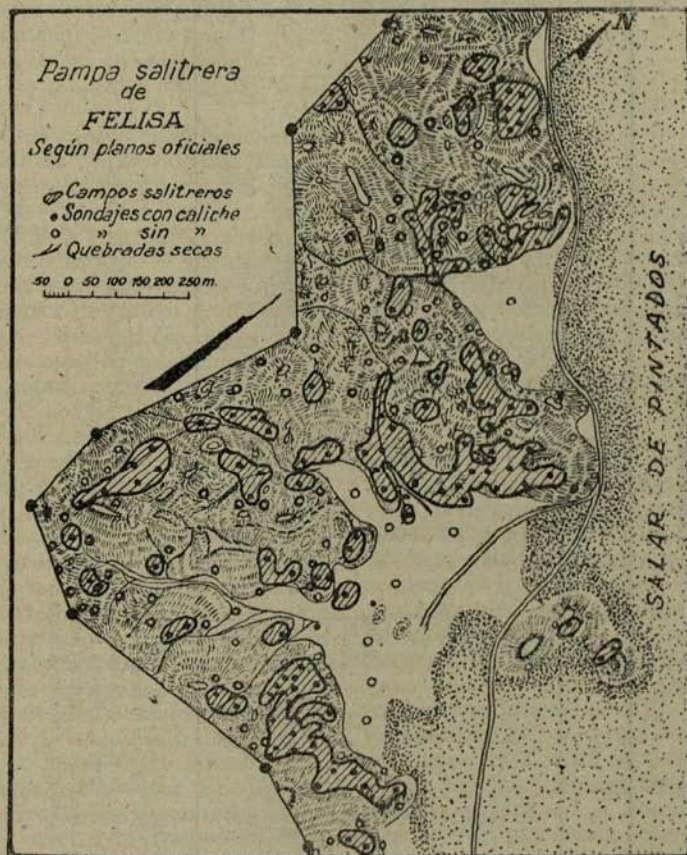 Pampa salitrera
de
FELISA
Según planos oficiales
Campos salitreros
Sondajes con caliche
" sin "
Quebradas secas
50 0 50 100 150 200 250 m.
N
SALAR DE PINTADOS